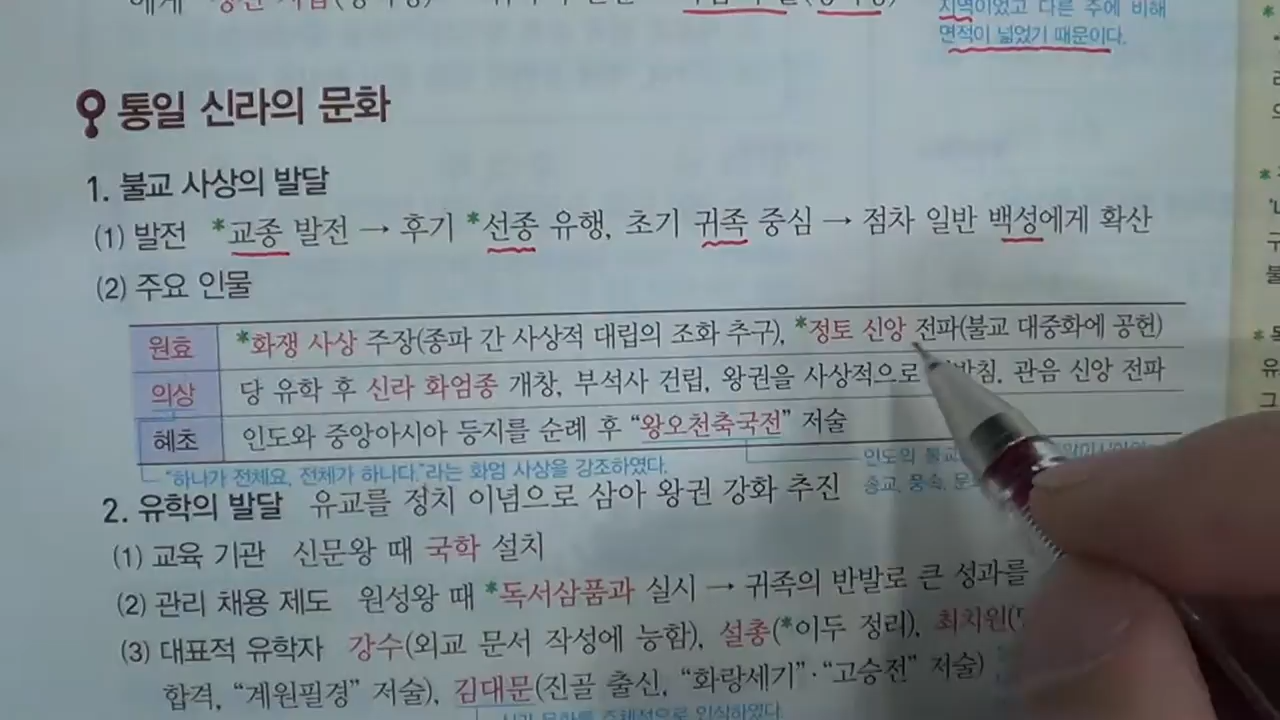 지역이었고 다른 주에 비해
면적이 넓었기 때문이다.
통일 신라의 문화
1. 불교 사상의 발달
(1) 발전 *교종 발전 → 후기 *선종 유행, 초기 귀족 중심 → 점차 일반 백성에게 확산
(2) 주요 인물
원효 *화쟁 사상 주장(종파 간 사상적 대립의 조화 추구), *정토 신앙 전파(불교 대중화에 공헌)
의상 당 유학 후 신라 화엄종 개창, 부석사 건립, 왕권을 사상적으로 관음 신앙 전파
혜초 인도와 중앙아시아 등지를 순례 후 “왕오천축국전” 저술
“하나가 전체요, 전체가 하나다.”라는 화엄 사상을 강조하였다.
인도의
종교, 풍속,
2. 유학의 발달 유교를 정치 이념으로 삼아 왕권 강화 추진
(1) 교육 기관 신문왕 때 국학 설치
(2) 관리 채용 제도 원성왕 때 *독서삼품과 실시 → 귀족의 반발로 큰 성과를
(3) 대표적 유학자 강수(외교 문서 작성에 능함), 설총(*이두 정리), 최치원(
합격, “계원필경” 저술), 김대문(진골 출신, “화랑세기”·“고승전” 저술)
신라 문화를 주체적으로 인식하였다.